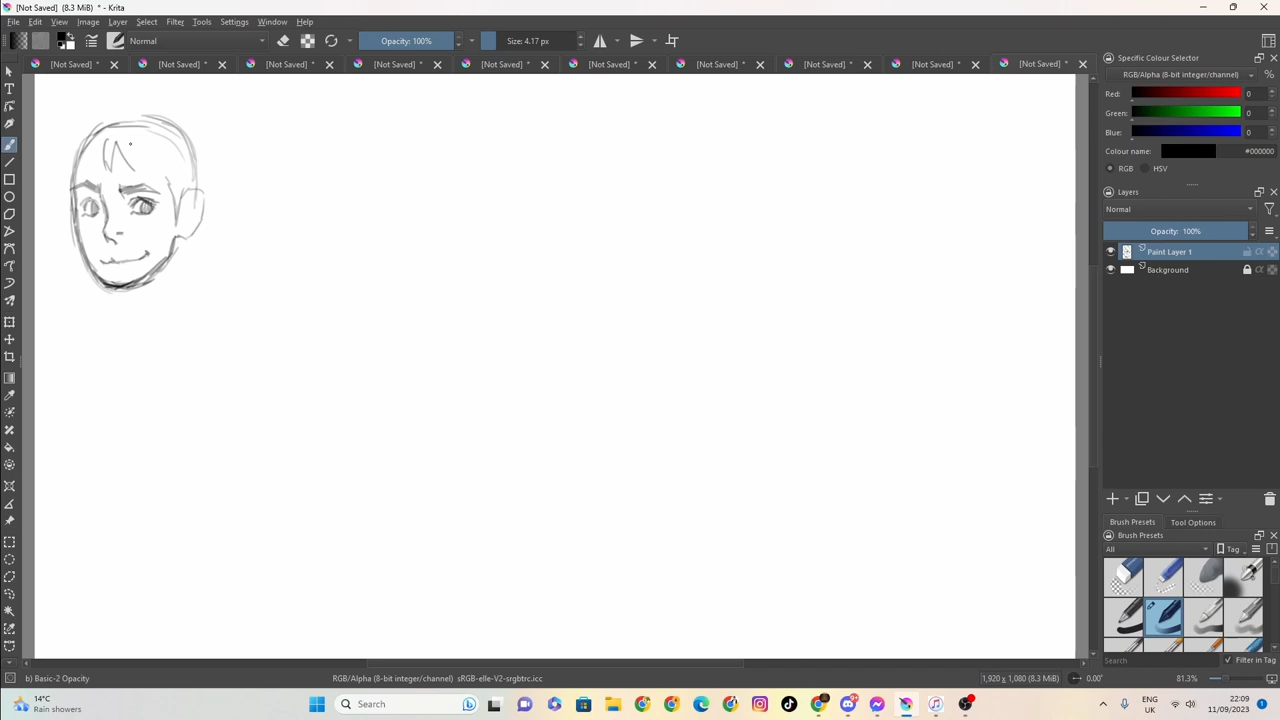 [Not Saved]  (8.3 MiB) * - Krita
File Edit View Image Layer Select Filter Tools Settings Window Help
Normal Opacity: 100% Size: 4.17 px
[Not Saved] * [Not Saved] * [Not Saved] * [Not Saved] * [Not Saved] * [Not Saved] * [Not Saved] * [Not Saved] * [Not Saved] * [Not Saved] *
Specific Colour Selector
RGB/Alpha (8-bit integer/channel) %
Red: 0
Green: 0
Blue: 0
Colour name: #000000
RGB HSV
Layers
Normal
Opacity: 100%
Paint Layer 1
Background
Brush Presets Tool Options
Brush Presets
All Tag
Search Filter in Tag
b) Basic-2 Opacity RGB/Alpha (8-bit integer/channel) sRGB-elle-V2-srgbtrc.icc 1,920 x 1,080 (8.3 MiB) 0.00° 81.3%
14°C
Rain showers
Search
ENG
UK
22:09
11/09/2023